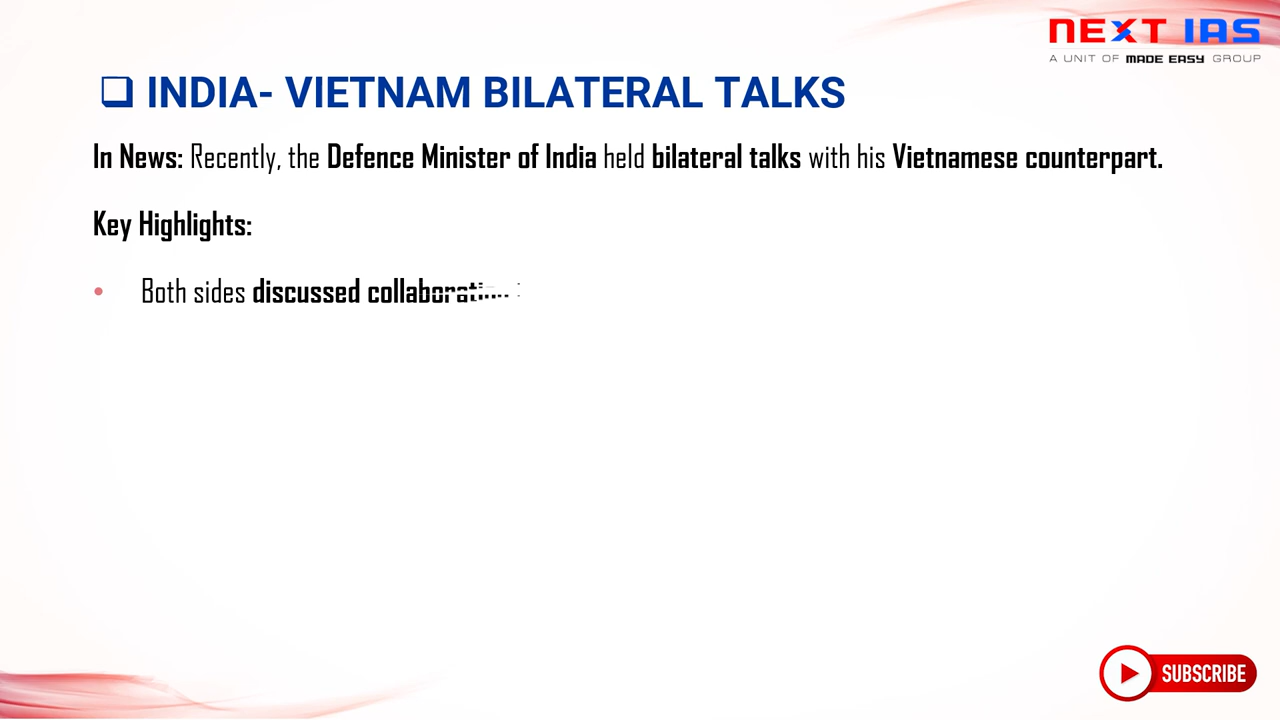 NEXT IAS
A UNIT OF MADE EASY GROUP
INDIA- VIETNAM BILATERAL TALKS
In News: Recently, the Defence Minister of India held bilateral talks with his Vietnamese counterpart.
Key Highlights:
• Both sides discussed
SUBSCRIBE